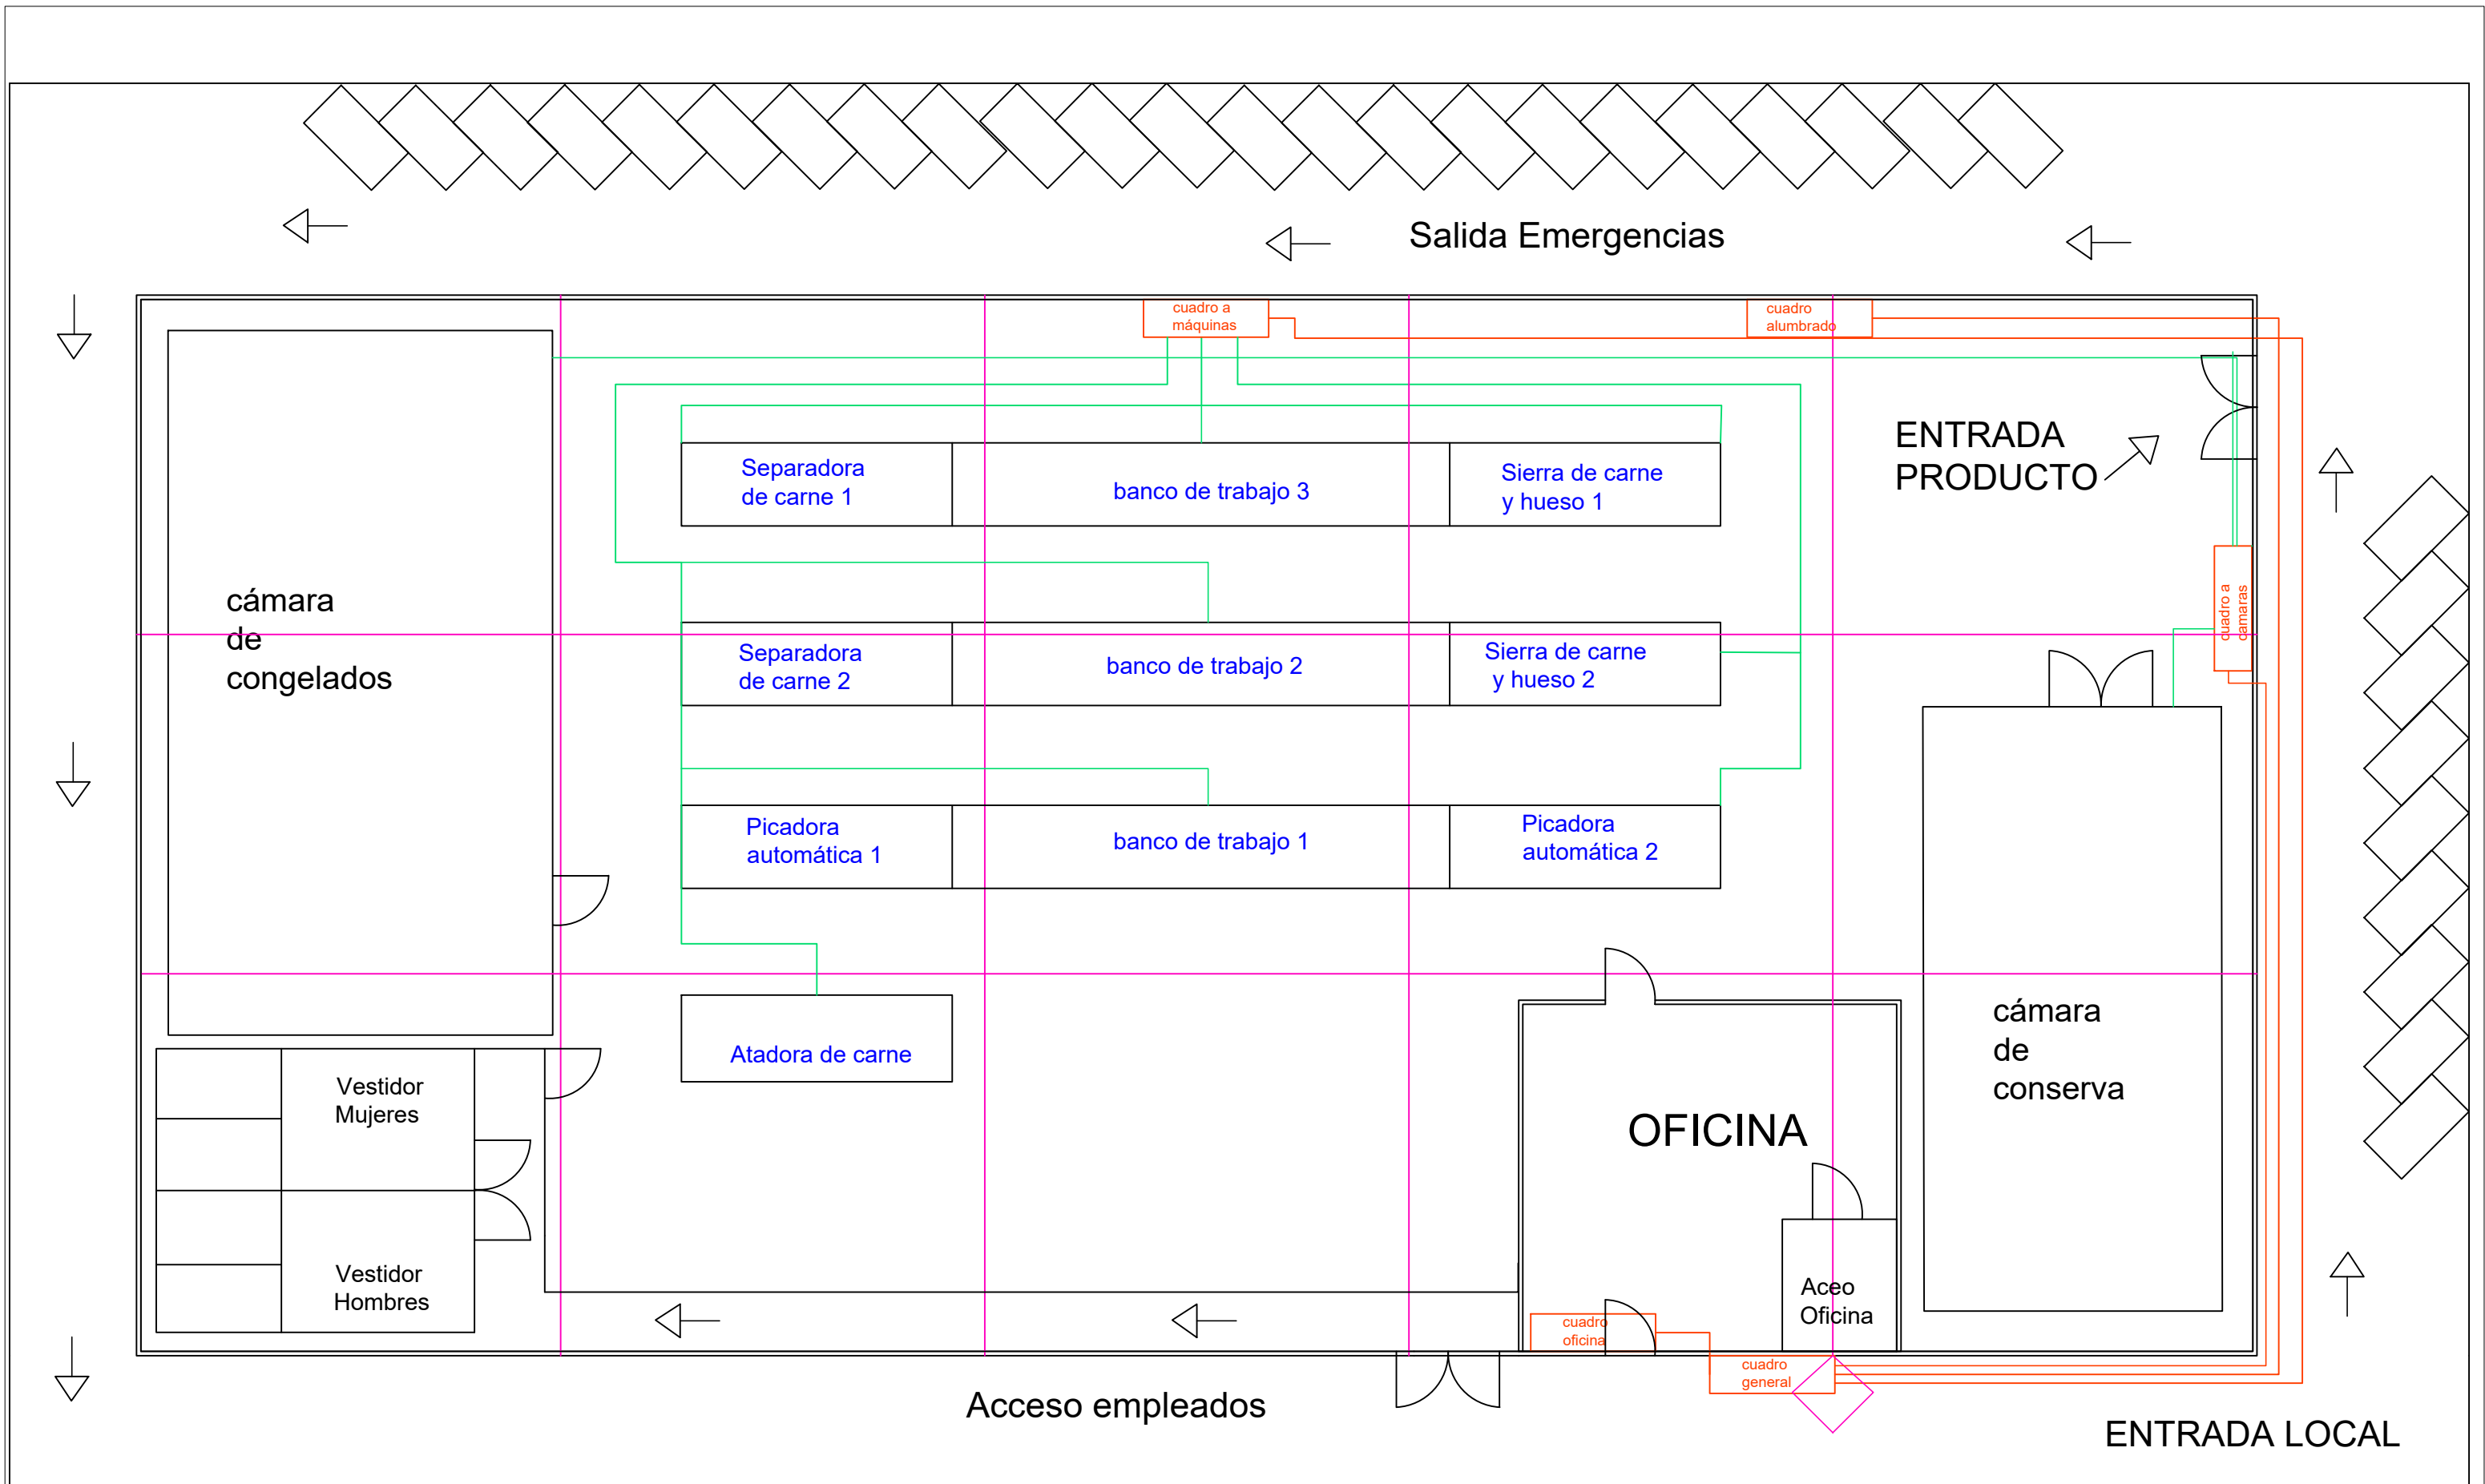 Salida Emergencias
cuadro a
máquinas
cuadro
alumbrado
ENTRADA
PRODUCTO
Separadora
de carne 1
banco de trabajo 3
Sierra de carne
y hueso 1
cámara
de
congelados
cuadro a
camaras
Separadora
de carne 2
banco de trabajo 2
Sierra de carne
y hueso 2
Picadora
automática 1
banco de trabajo 1
Picadora
automática 2
cámara
de
conserva
Atadora de carne
Vestidor
Mujeres
OFICINA
Vestidor
Hombres
Aceo
Oficina
cuadro
oficina
cuadro
general
Acceso empleados
ENTRADA LOCAL